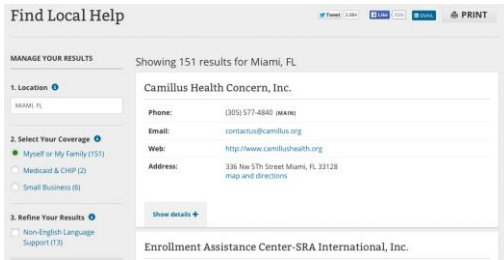 Find Local Help
Tweet
Like
EMAIL
PRINT
MANAGE YOUR RESULTS
1. Location
MIAMI, FL
2. Select Your Coverage
Myself or My Family (151)
Medicaid & CHIP (2)
Small Business (6)
3. Refine Your Results
Non-English Language
Support (13)
Showing 151 results for Miami, FL
Camillus Health Concern, Inc.
Phone: (305) 577-4840 (MAIN)
Email: contactus@camillus.org
Web: http://www.camillushealth.org
Address: 336 Nw 5Th Street Miami, FL 33128
map and directions
Show details +
Enrollment Assistance Center-SRA International, Inc.